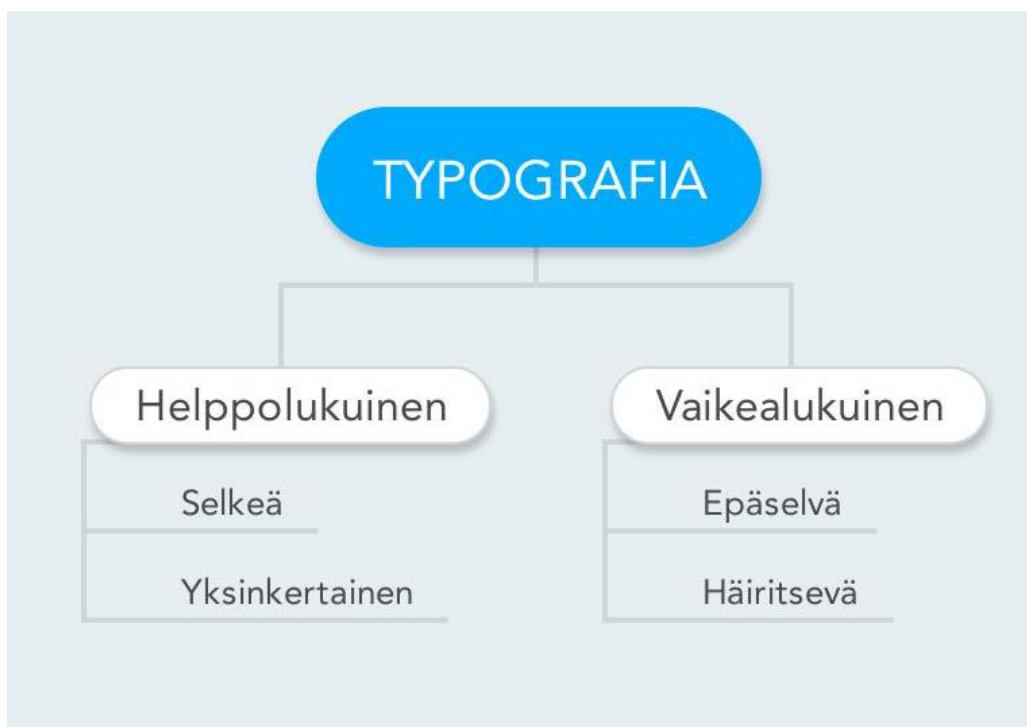 TYPOGRAFIA
Helppolukuinen
Selkeä
Yksinkertainen
Vaikealukuinen
Epäselvä
Häiritsevä